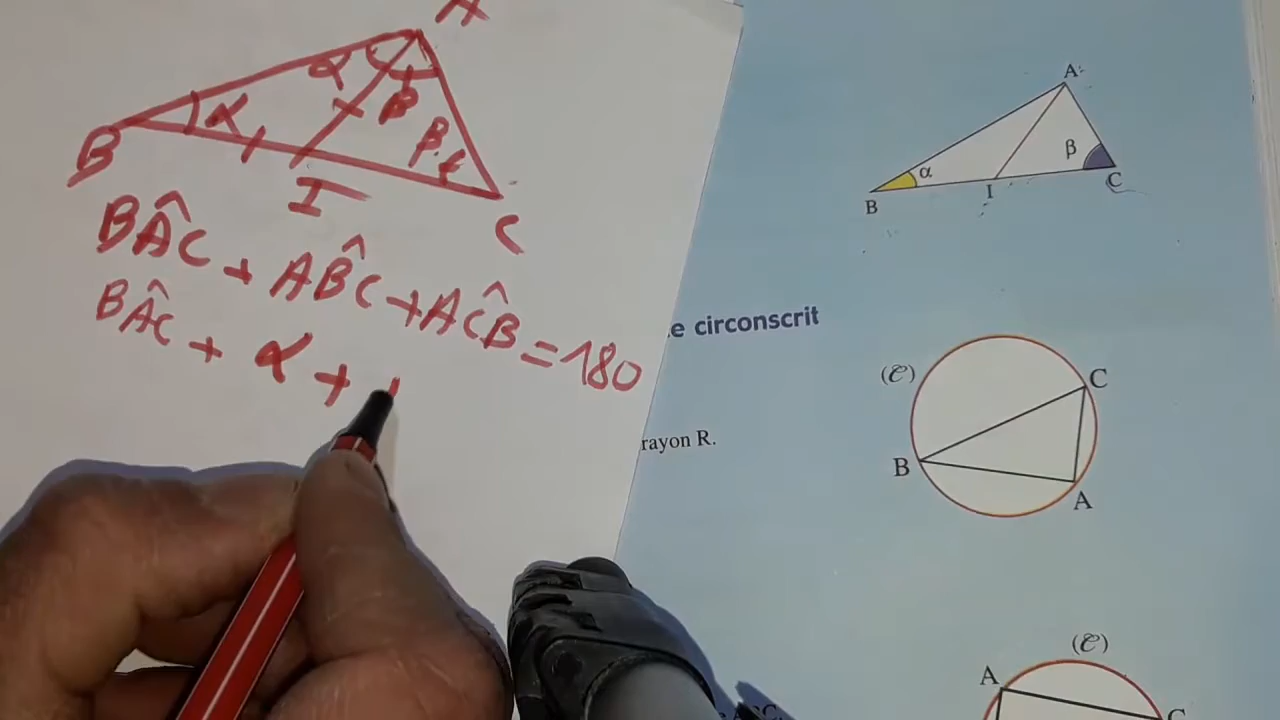 A
α
α
β
β
B
I
C
BÂC + AB̂C + AĈB = 180
BÂC + α +
A
β
α
B
I
C
e circonscrit
(𝒞)
C
B
A
rayon R.
(𝒞)
A
C